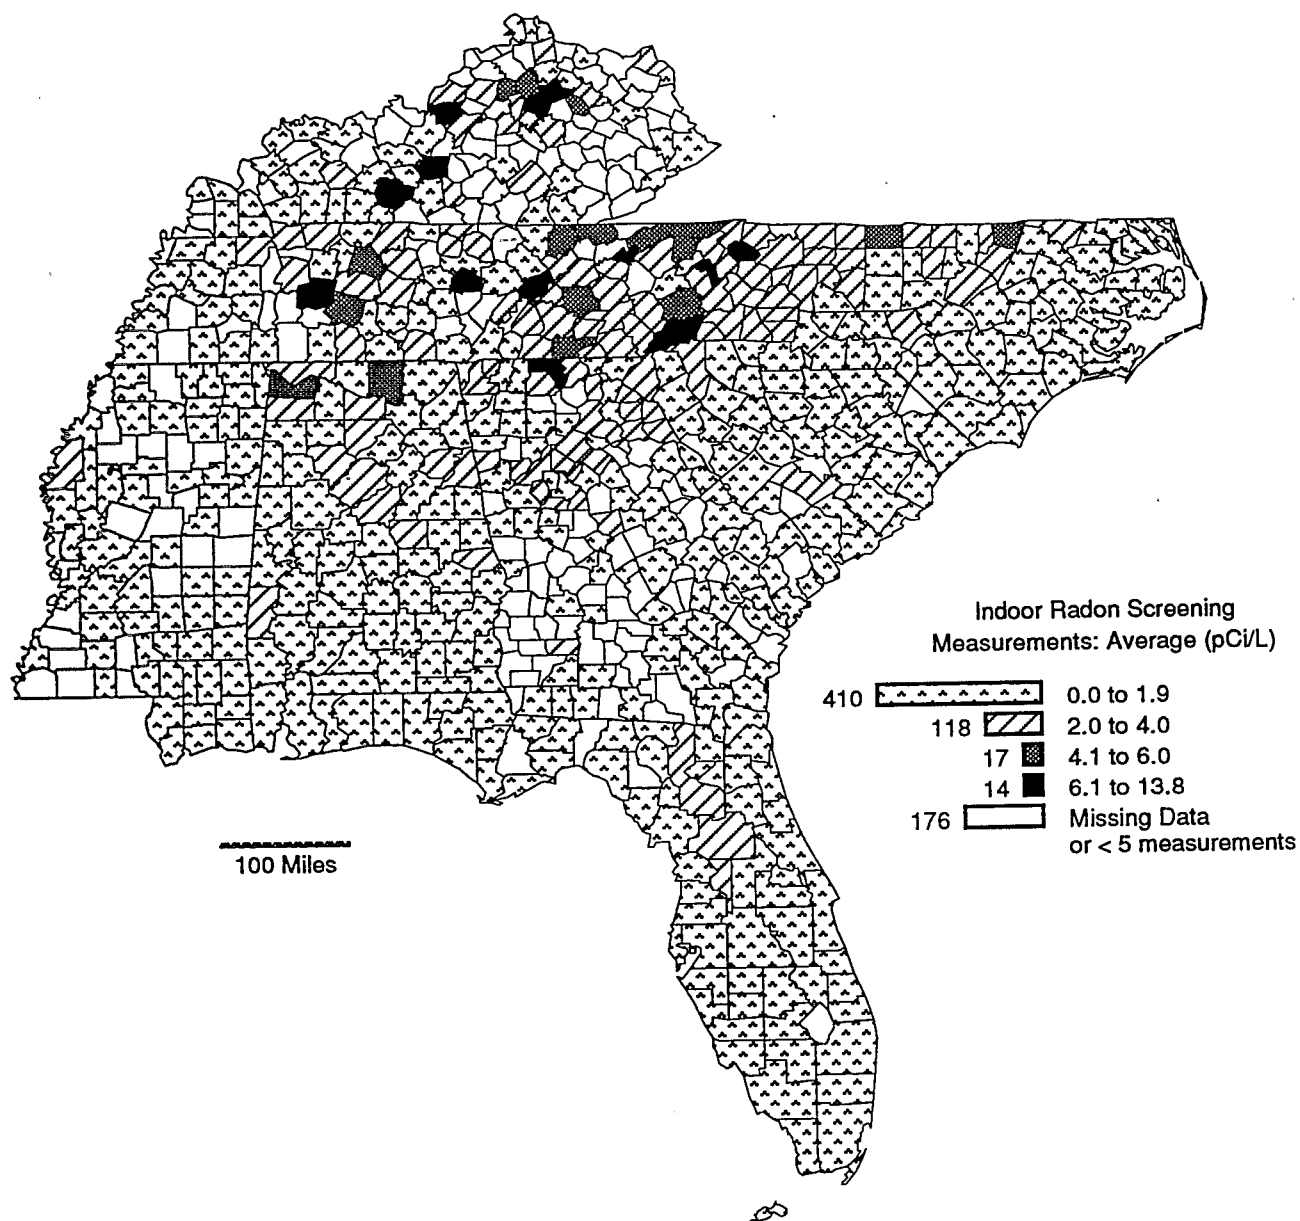 Indoor Radon Screening
Measurements: Average (pCi/L)
410 0.0 to 1.9
118 2.0 to 4.0
17 4.1 to 6.0
14 6.1 to 13.8
176 Missing Data
or < 5 measurements
100 Miles